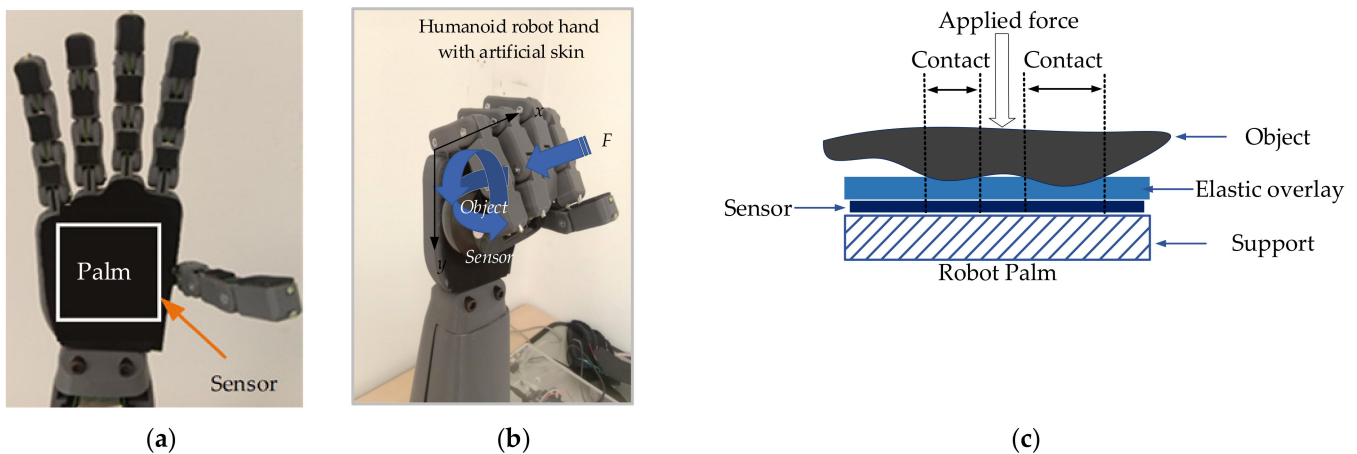 Palm
Sensor
(a)
Humanoid robot hand
with artificial skin
x
F
Object
Sensor
y
(b)
Applied force
Contact Contact
Object
Elastic overlay
Sensor
Support
Robot Palm
(c)